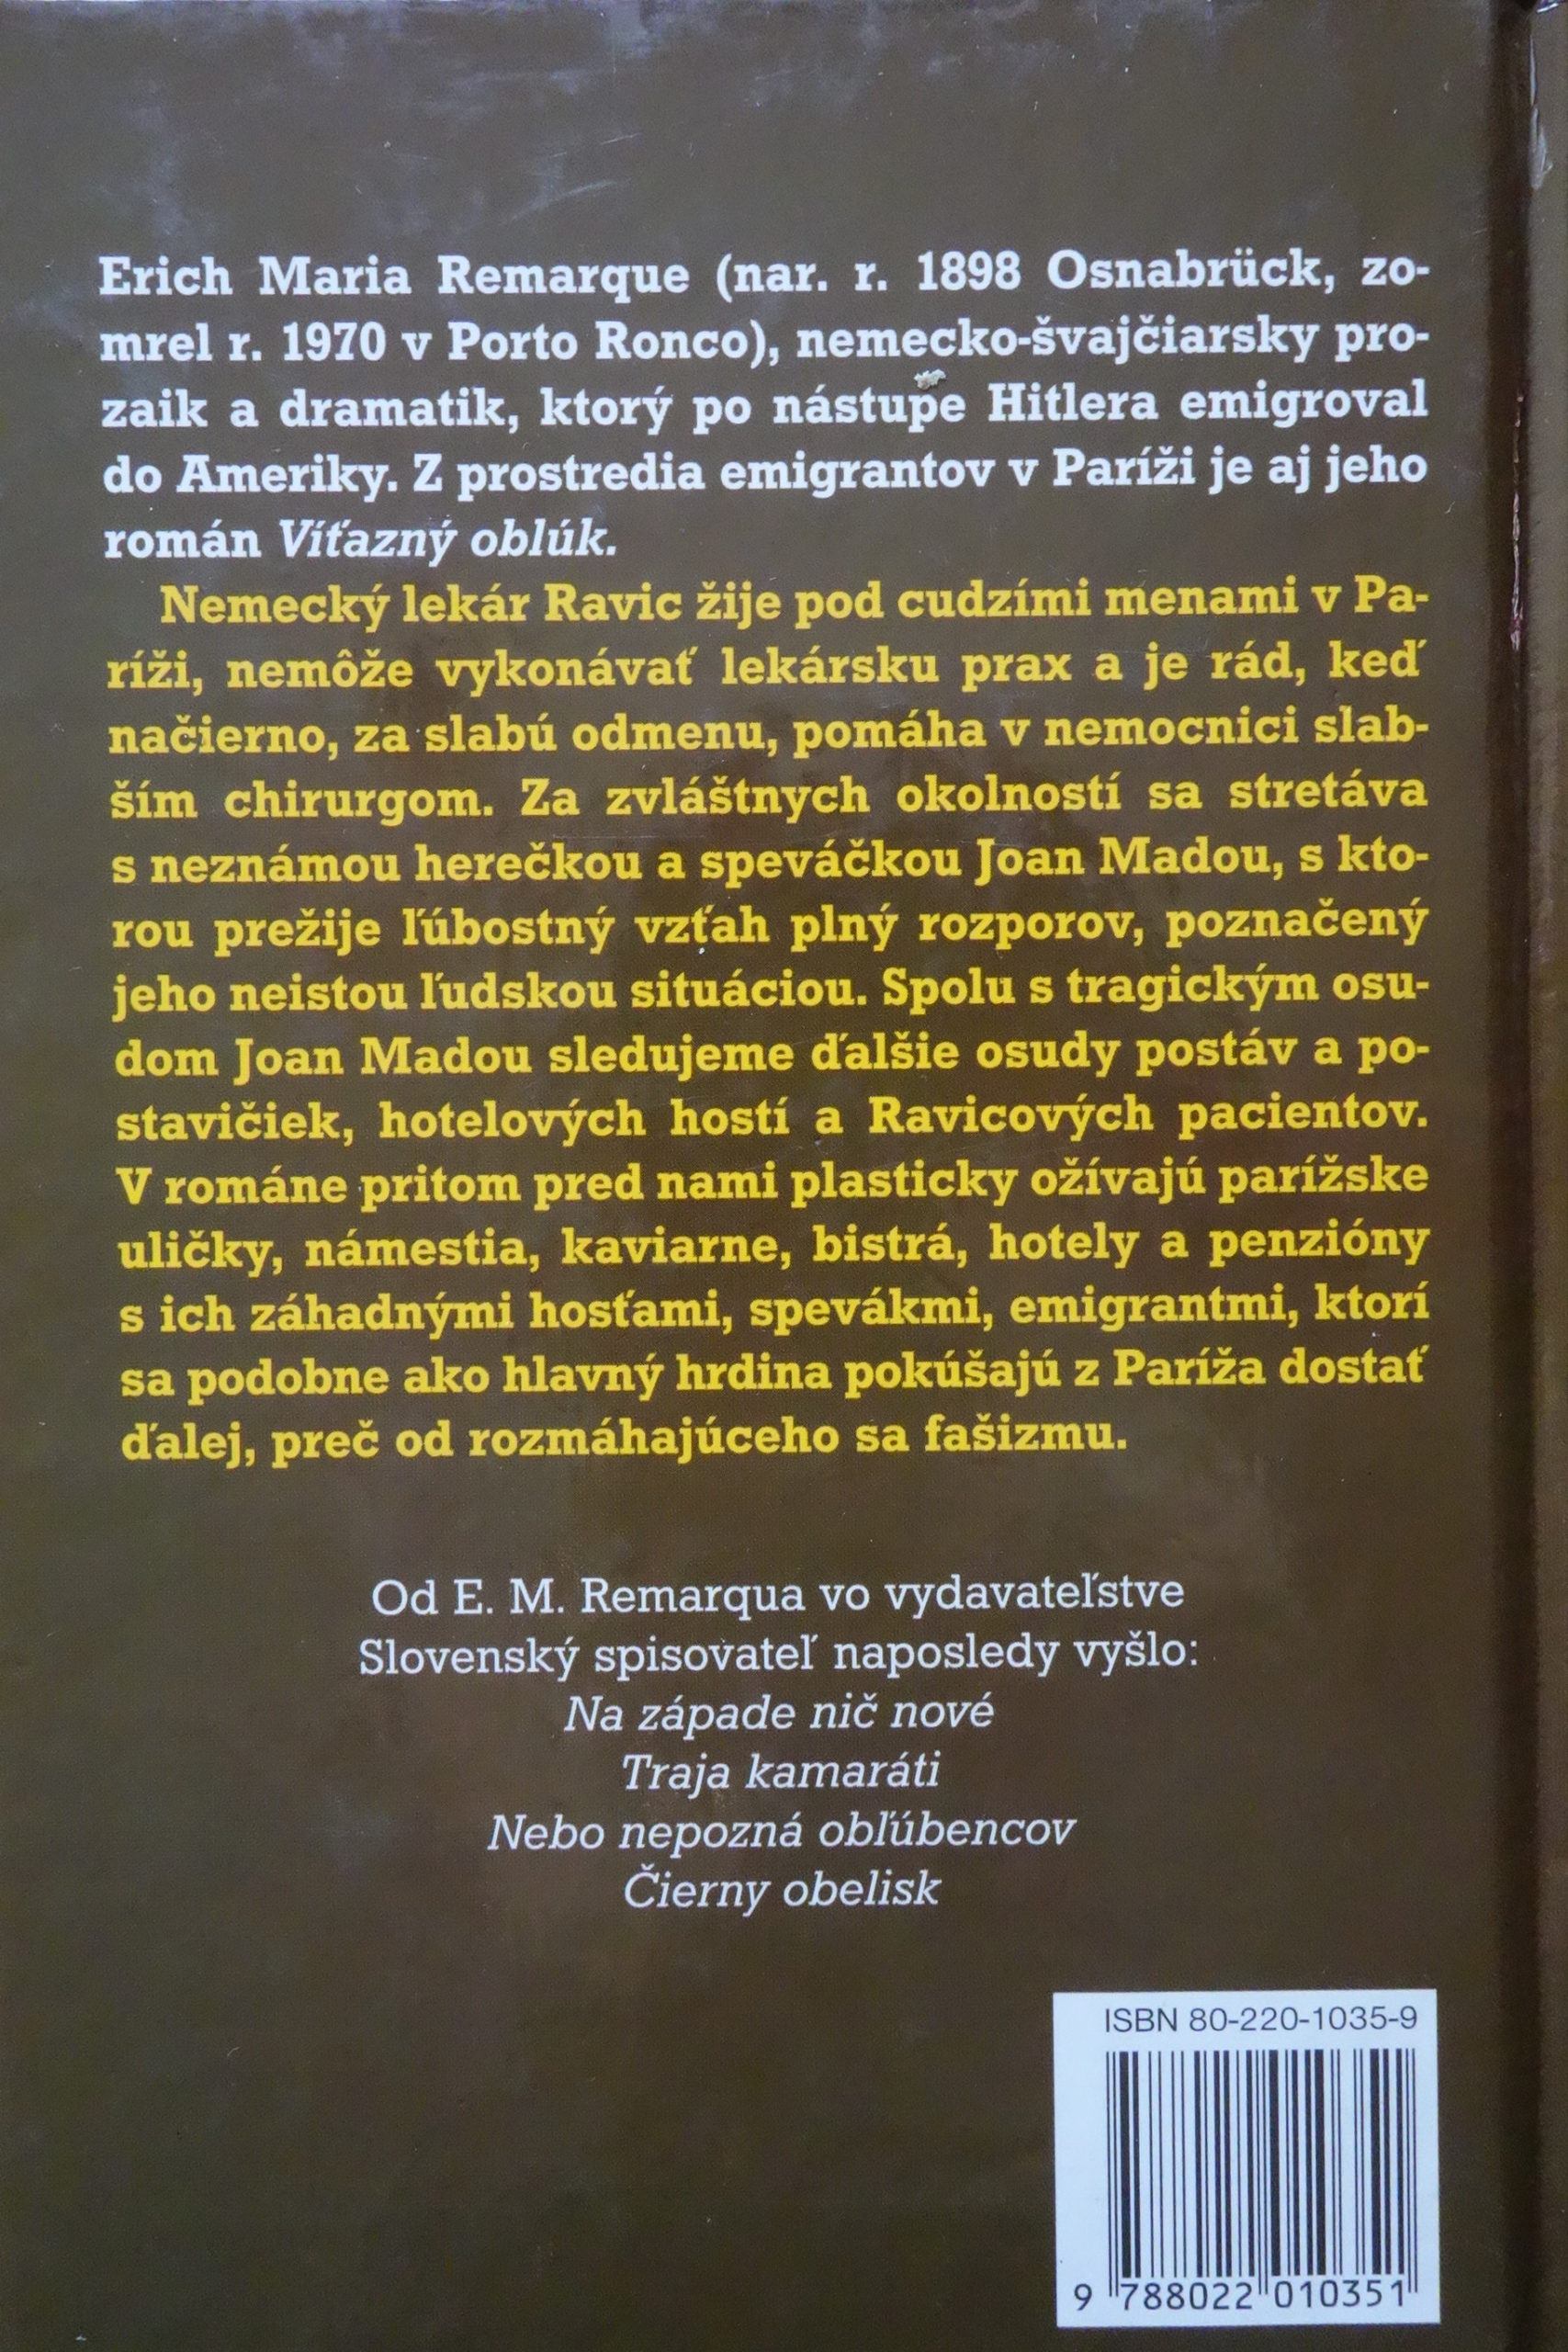 Erich Maria Remarque (nar. r. 1898 Osnabrück, zo-
mrel r. 1970 v Porto Ronco), nemecko-švajčiarsky pro-
zaik a dramatik, ktorý po nástupe Hitlera emigroval
do Ameriky. Z prostredia emigrantov v Paríži je aj jeho
román Víťazný oblúk.
Nemecký lekár Ravic žije pod cudzími menami v Pa-
ríži, nemôže vykonávať lekársku prax a je rád, keď
načierno, za slabú odmenu, pomáha v nemocnici slab-
ším chirurgom. Za zvláštnych okolností sa stretáva
s neznámou herečkou a speváčkou Joan Madou, s kto-
rou prežije ľúbostný vzťah plný rozporov, poznačený
jeho neistou ľudskou situáciou. Spolu s tragickým osu-
dom Joan Madou sledujeme ďalšie osudy postáv a po-
stavičiek, hotelových hostí a Ravicových pacientov.
V románe pritom pred nami plasticky ožívajú parížske
uličky, námestia, kaviarne, bistrá, hotely a penzióny
s ich záhadnými hosťami, spevákmi, emigrantmi, ktorí
sa podobne ako hlavný hrdina pokúšajú z Paríža dostať
ďalej, preč od rozmáhajúceho sa fašizmu.
Od E. M. Remarqua vo vydavateľstve
Slovenský spisovateľ naposledy vyšlo:
Na západe nič nové
Traja kamaráti
Nebo nepozná obľúbencov
Čierny obelisk
ISBN 80-220-1035-9
9 788022 010351